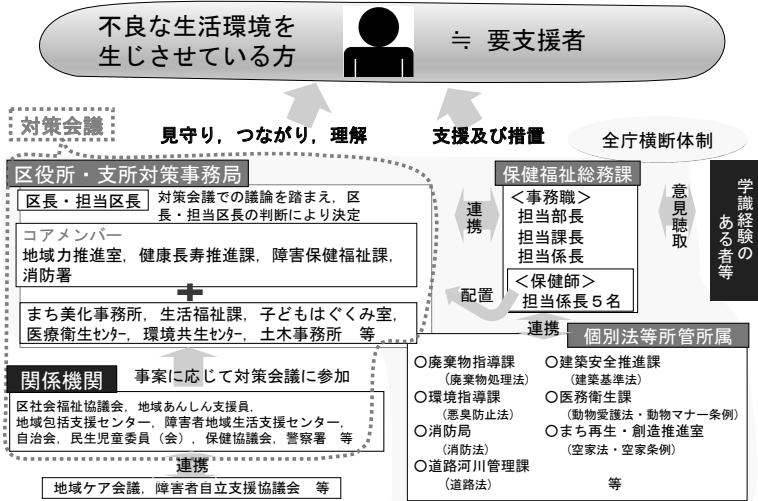 不良な生活環境を
生じさせている方
≒ 要支援者
対策会議
見守り，つながり，理解
支援及び措置
全庁横断体制
区役所・支所対策事務局
区長・担当区長
対策会議での議論を踏まえ，区
長・担当区長の判断により決定
コアメンバー
地域力推進室，健康長寿推進課，障害保健福祉課，
消防署
＋
まち美化事務所，生活福祉課，子どもはぐくみ室，
医療衛生ｾﾝﾀｰ，環境共生ｾﾝﾀｰ，土木事務所 等
関係機関
事案に応じて対策会議に参加
区社会福祉協議会，地域あんしん支援員，
地域包括支援センター，障害者地域生活支援センター，
自治会，民生児童委員（会），保健協議会，警察署 等
連携
地域ケア会議，障害者自立支援協議会 等
連携
配置
保健福祉総務課
＜事務職＞
担当部長
担当課長
担当係長
＜保健師＞
担当係長５名
意見聴取
学識経験の
ある者等
連携
個別法等所管所属
〇廃棄物指導課
（廃棄物処理法）
〇環境指導課
（悪臭防止法）
〇消防局
（消防法）
〇道路河川管理課
（道路法）
〇建築安全推進課
（建築基準法）
〇医務衛生課
（動物愛護法・動物マナー条例）
〇まち再生・創造推進室
（空家法・空家条例）
等